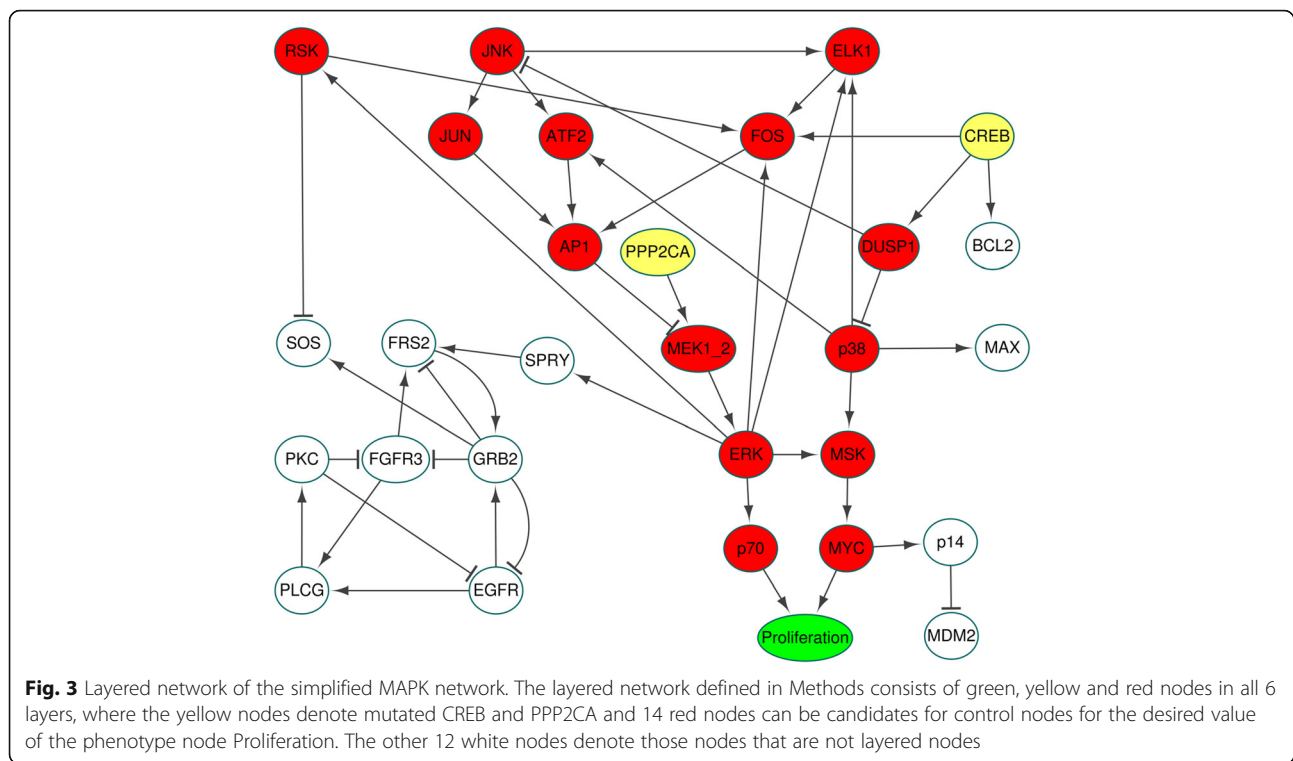 RSK
JNK
ELK1
JUN
ATF2
FOS
CREB
AP1
PPP2CA
DUSP1
BCL2
SOS
FRS2
SPRY
MEK1_2
p38
MAX
PKC
FGFR3
GRB2
ERK
MSK
p70
MYC
p14
PLCG
EGFR
Proliferation
MDM2
Fig. 3 Layered network of the simplified MAPK network. The layered network defined in Methods consists of green, yellow and red nodes in all 6
layers, where the yellow nodes denote mutated CREB and PPP2CA and 14 red nodes can be candidates for control nodes for the desired value
of the phenotype node Proliferation. The other 12 white nodes denote those nodes that are not layered nodes